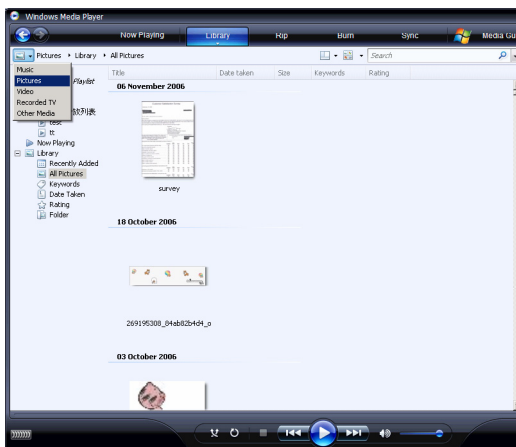 Windows Media Player
Now Playing
Library
Rip
Burn
Sync
Media Gu
Pictures
Library
All Pictures
Search
Music
Pictures
Video
Recorded TV
Other Media
Playlist
放列表
test
tt
Now Playing
Library
Recently Added
All Pictures
Keywords
Date Taken
Rating
Folder
Title
Date taken
Size
Keywords
Rating
06 November 2006
survey
18 October 2006
269195308_84ab82b4d4_o
03 October 2006